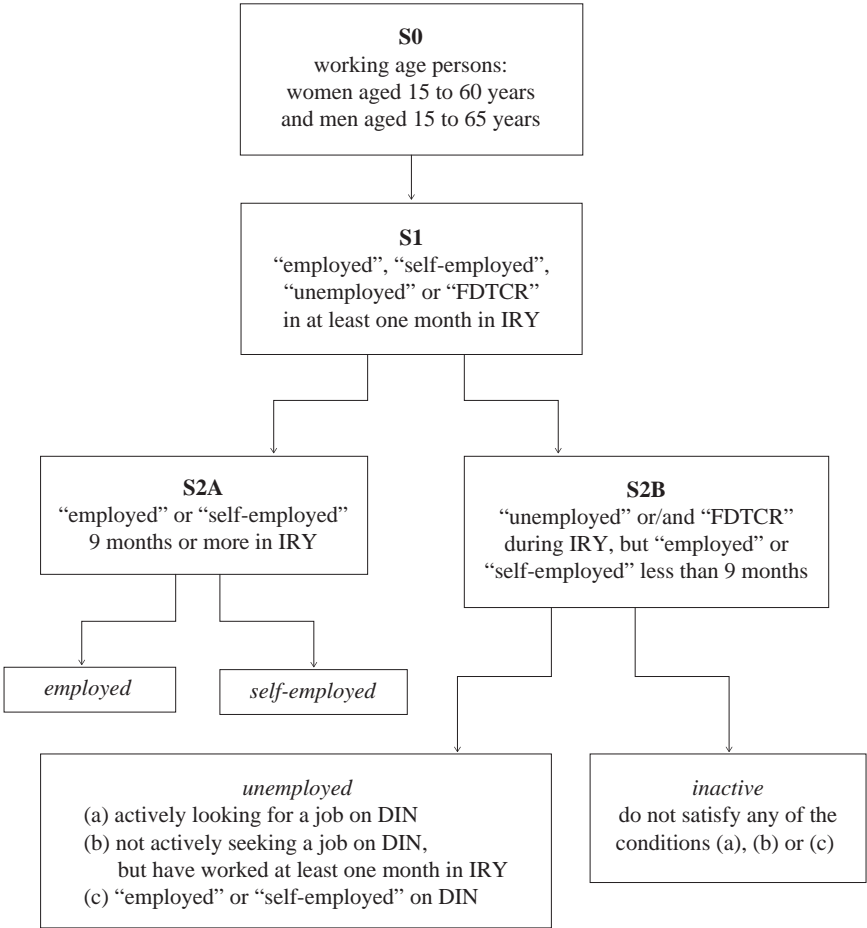 S0
working age persons:
women aged 15 to 60 years
and men aged 15 to 65 years
S1
“employed”, “self-employed”,
“unemployed” or “FDTCR”
in at least one month in IRY
S2A
“employed” or “self-employed”
9 months or more in IRY
S2B
“unemployed” or/and “FDTCR”
during IRY, but “employed” or
“self-employed” less than 9 months
employed
self-employed
unemployed
(a) actively looking for a job on DIN
(b) not actively seeking a job on DIN,
but have worked at least one month in IRY
(c) “employed” or “self-employed” on DIN
inactive
do not satisfy any of the
conditions (a), (b) or (c)